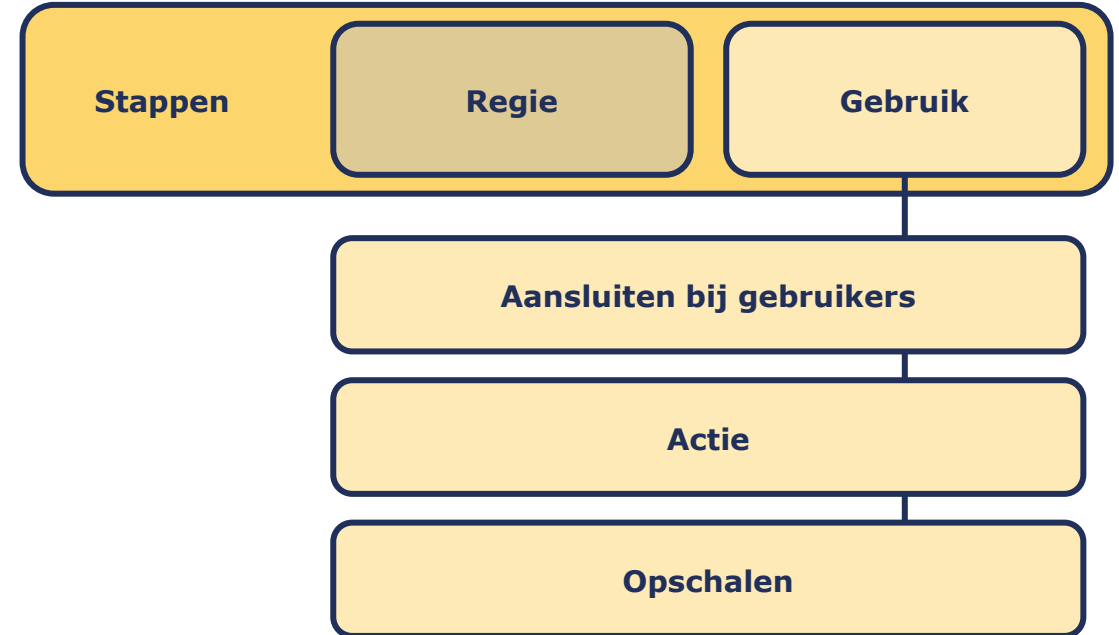 Stappen
Regie
Gebruik
Aansluiten bij gebruikers
Actie
Opschalen